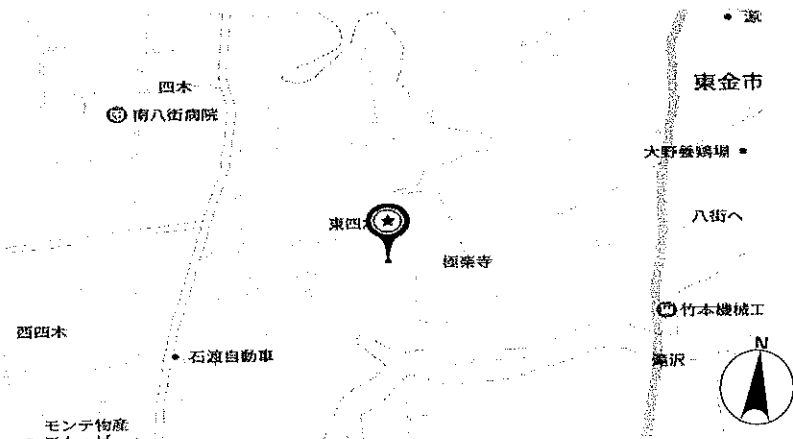 源
東金市
四木
南八街病院
大野養鶏場
東四木
八街へ
極楽寺
竹本機械工
西四木
石渡自動車
滝沢
N
モンテ物産